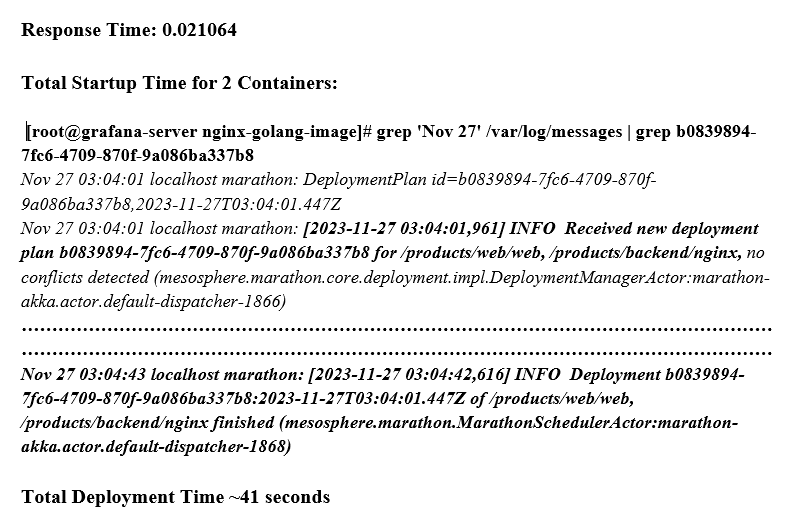 Response Time: 0.021064
Total Startup Time for 2 Containers:
[root@grafana-server nginx-golang-image]# grep 'Nov 27' /var/log/messages | grep b0839894-
7fc6-4709-870f-9a086ba337b8
Nov 27 03:04:01 localhost marathon: DeploymentPlan id=b0839894-7fc6-4709-870f-
9a086ba337b8,2023-11-27T03:04:01.447Z
Nov 27 03:04:01 localhost marathon: [2023-11-27 03:04:01,961] INFO  Received new deployment
plan b0839894-7fc6-4709-870f-9a086ba337b8 for /products/web/web, /products/backend/nginx, no
conflicts detected (mesosphere.marathon.core.deployment.impl.DeploymentManagerActor:marathon-
akka.actor.default-dispatcher-1866)
.............................................................................................................................
.............................................................................................................................
Nov 27 03:04:43 localhost marathon: [2023-11-27 03:04:42,616] INFO  Deployment b0839894-
7fc6-4709-870f-9a086ba337b8:2023-11-27T03:04:01.447Z of /products/web/web,
/products/backend/nginx finished (mesosphere.marathon.MarathonSchedulerActor:marathon-
akka.actor.default-dispatcher-1868)
Total Deployment Time ~41 seconds